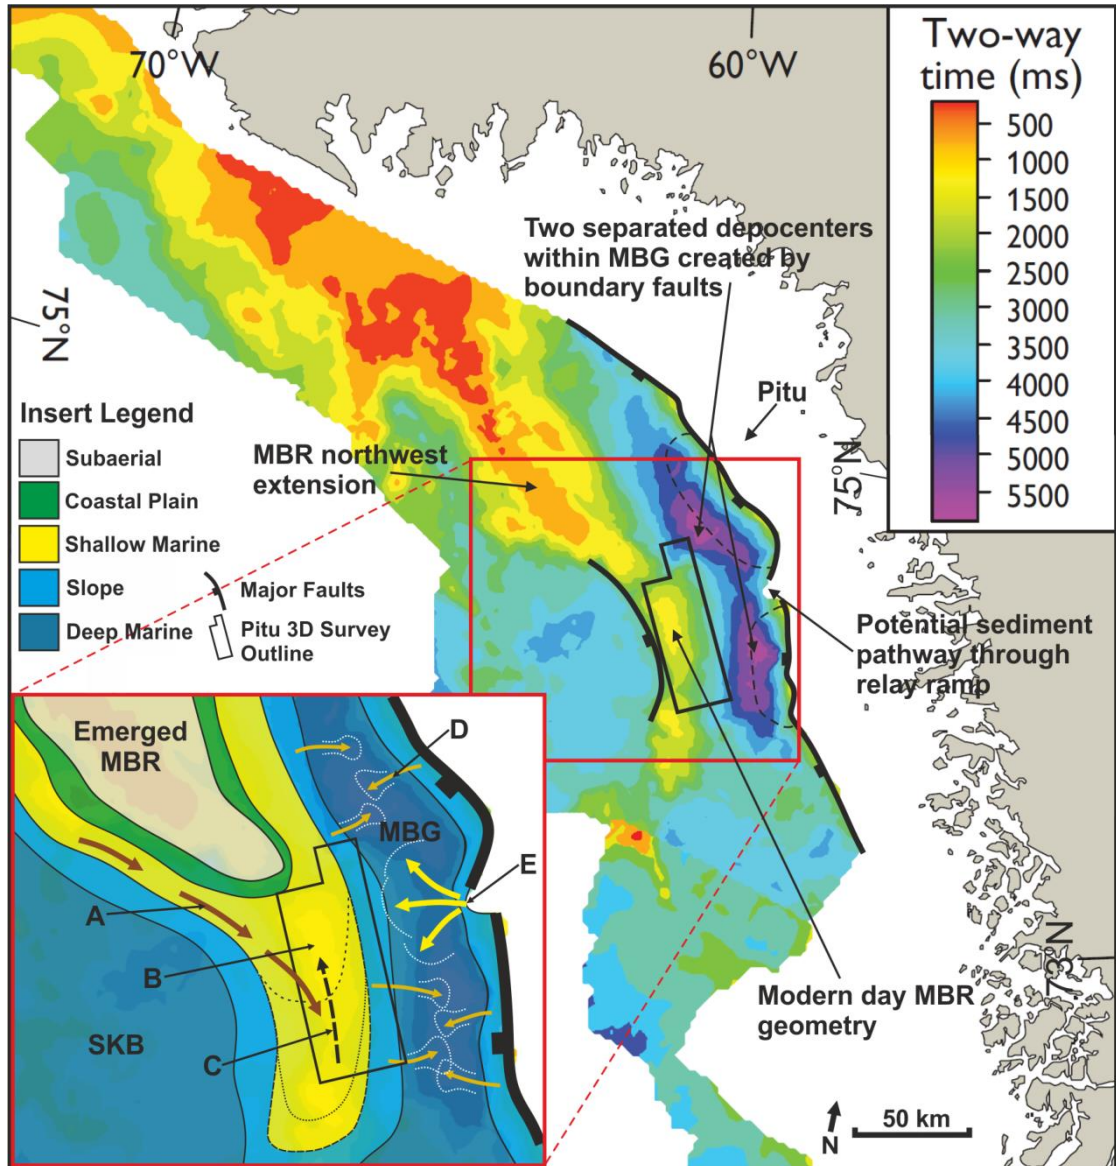 70°W
60°W
Two-way
time (ms)
500
1000
1500
2000
2500
3000
3500
4000
4500
5000
5500
Two separated depocenters
within MBG created by
boundary faults
75°N
Pitu
75°N
Insert Legend
Subaerial
Coastal Plain
Shallow Marine
Slope
Deep Marine
Major Faults
Pitu 3D Survey
Outline
MBR northwest
extension
Potential sediment
pathway through
relay ramp
Emerged
MBR
D
MBG
E
A
B
SKB
C
Modern day MBR
geometry
73°N
N
50 km